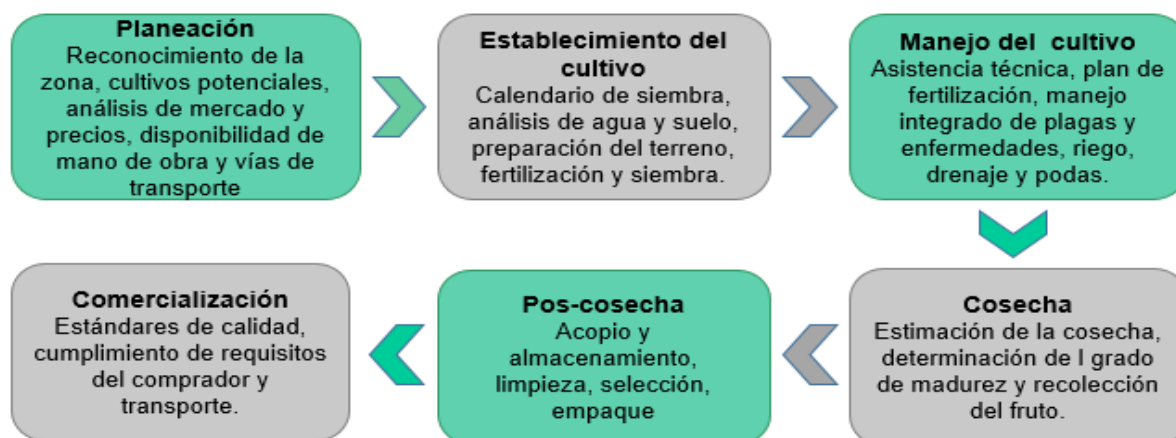 Planeación
Reconocimiento de la
zona, cultivos potenciales,
análisis de mercado y
precios, disponibilidad de
mano de obra y vías de
transporte
Establecimiento del
cultivo
Calendario de siembra,
análisis de agua y suelo,
preparación del terreno,
fertilización y siembra.
Manejo del  cultivo
Asistencia técnica, plan de
fertilización, manejo
integrado de plagas y
enfermedades, riego,
drenaje y podas.
Cosecha
Estimación de la cosecha,
determinación de l grado
de madurez y recolección
del fruto.
Pos-cosecha
Acopio y
almacenamiento,
limpieza, selección,
empaque
Comercialización
Estándares de calidad,
cumplimiento de requisitos
del comprador y
transporte.